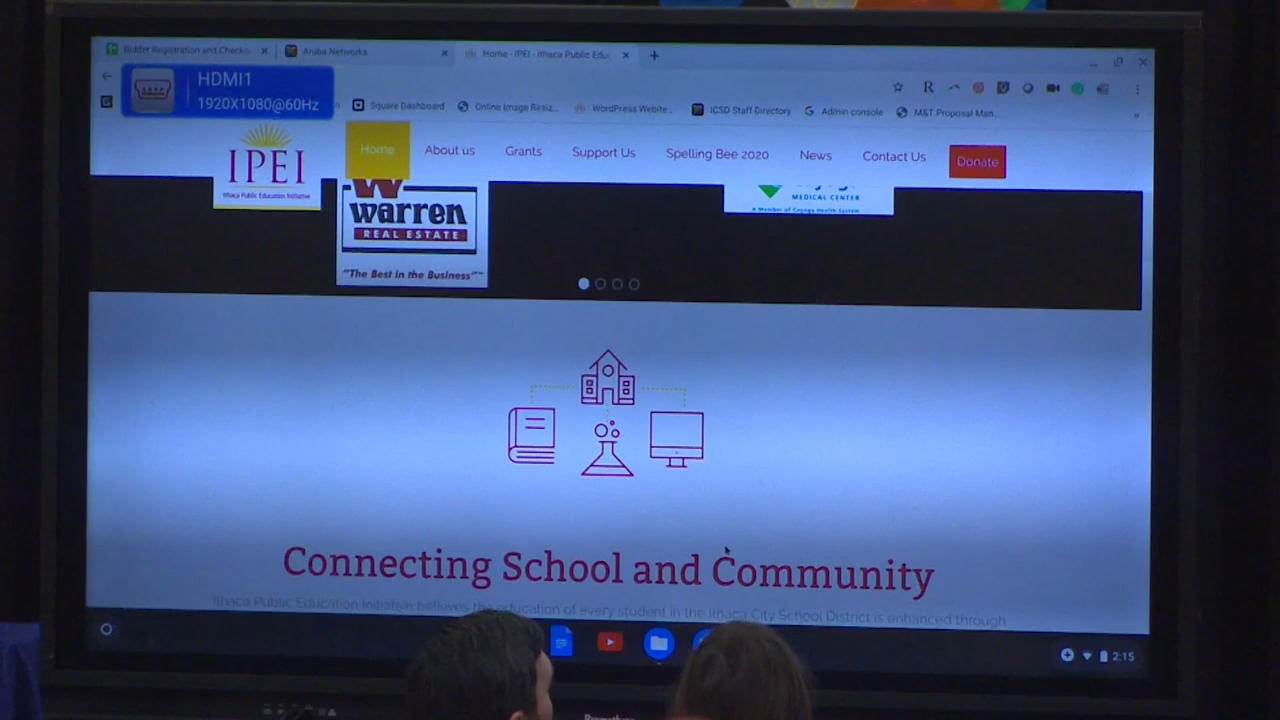 Bidder Registration and Checko
Aruba Networks
Home - IPEI - Ithaca Public Edu
HDMI1
1920X1080@60Hz
Square Dashboard
Online Image Resiz...
WordPress Webite...
ICSD Staff Directory
Admin console
M&T Proposal Man...
IPEI
Ithaca Public Education Initiative
Home
About us
Grants
Support Us
Spelling Bee 2020
News
Contact Us
Donate
Warren
REAL ESTATE
"The Best in the Business"
Cayuga
MEDICAL CENTER
A Member of Cayuga Health System
Connecting School and Community
Ithaca Public Education Initiative believes the education of every student in the Ithaca City School District is enhanced through
2:15
Promethean